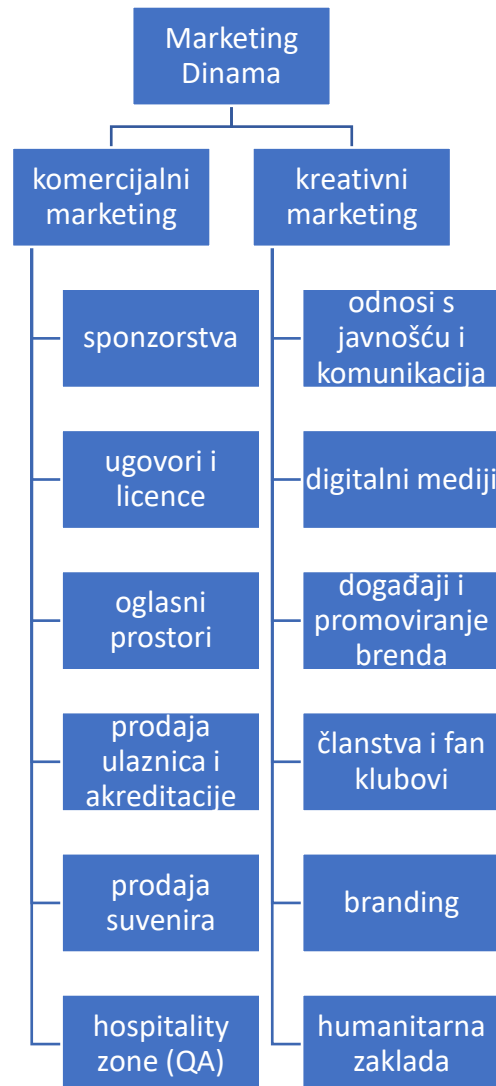 Marketing
Dinama
komercijalni
marketing
sponzorstva
ugovori i
licence
oglasni
prostori
prodaja
ulaznica i
akreditacije
prodaja
suvenira
hospitality
zone (QA)
kreativni
marketing
odnosi s
javnošću i
komunikacija
digitalni mediji
događaji i
promoviranje
brenda
članstva i fan
klubovi
branding
humanitarna
zaklada